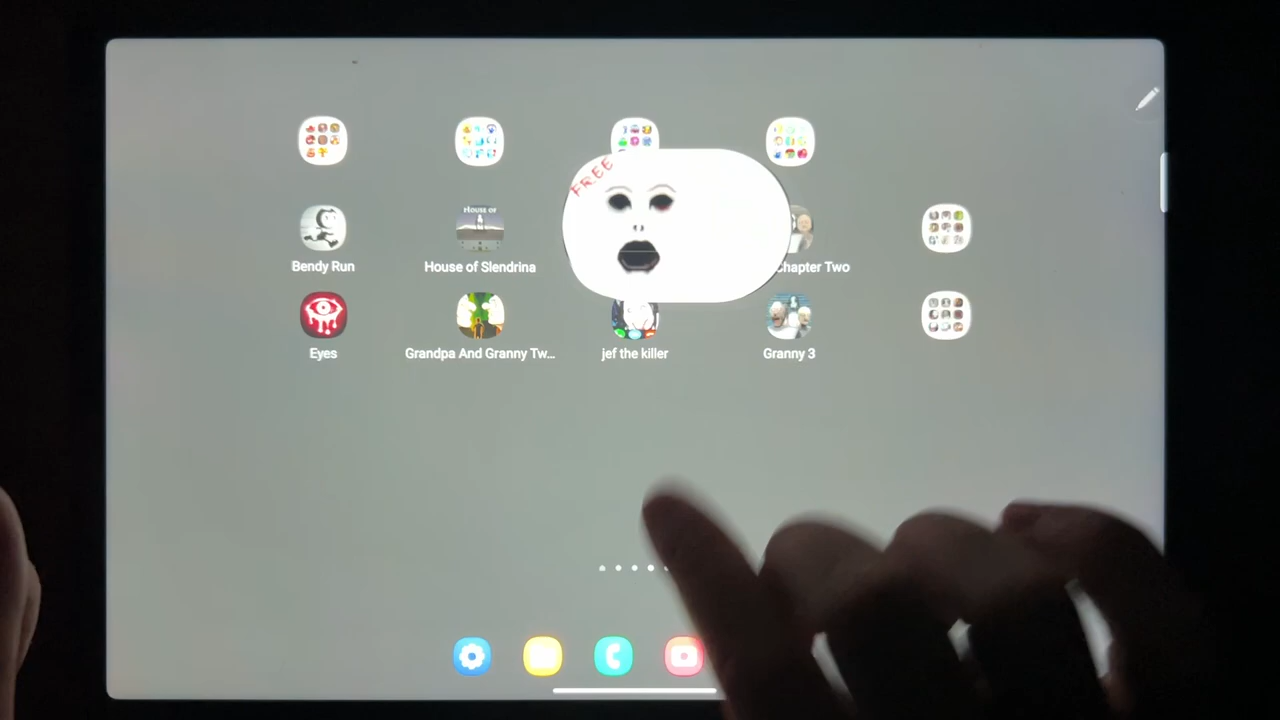 FREE
HOUSE OF
Bendy Run
House of Slendrina
Chapter Two
Eyes
Grandpa And Granny Tw...
jef the killer
Granny 3